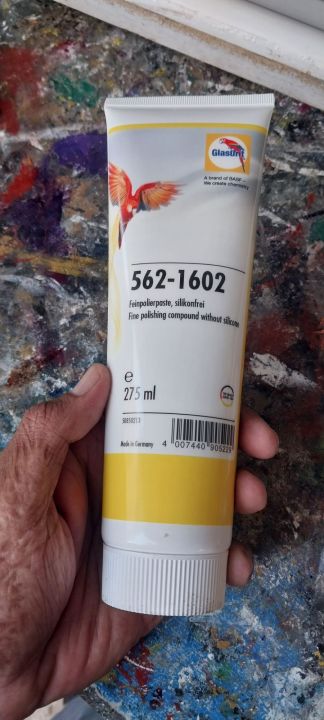 Glasurit
A brand of BASF –
We create chemistry
562-1602
Feinpolierpaste, silikonfrei
Fine polishing compound without silicone
e
275 ml
Made in Germany
4 007440 905229